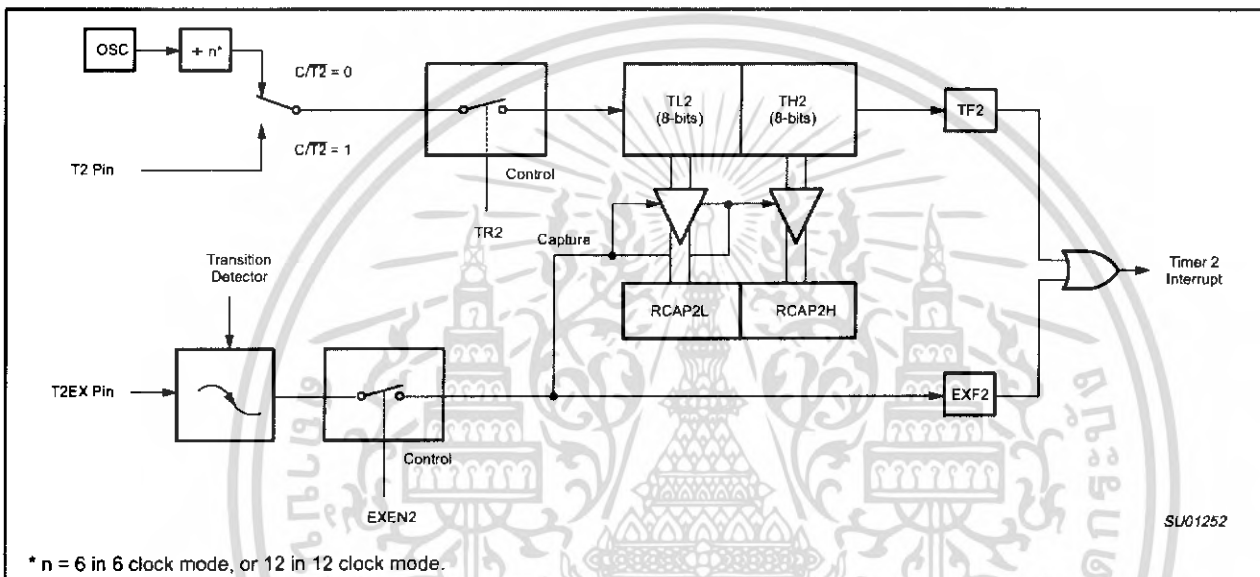 OSC
÷ n*
C/T2 = 0
C/T2 = 1
T2 Pin
Control
TR2
TL2
(8-bits)
TH2
(8-bits)
TF2
Capture
Transition
Detector
RCAP2L
RCAP2H
Timer 2
Interrupt
T2EX Pin
Control
EXEN2
EXF2
SU01252
* n = 6 in 6 clock mode, or 12 in 12 clock mode.